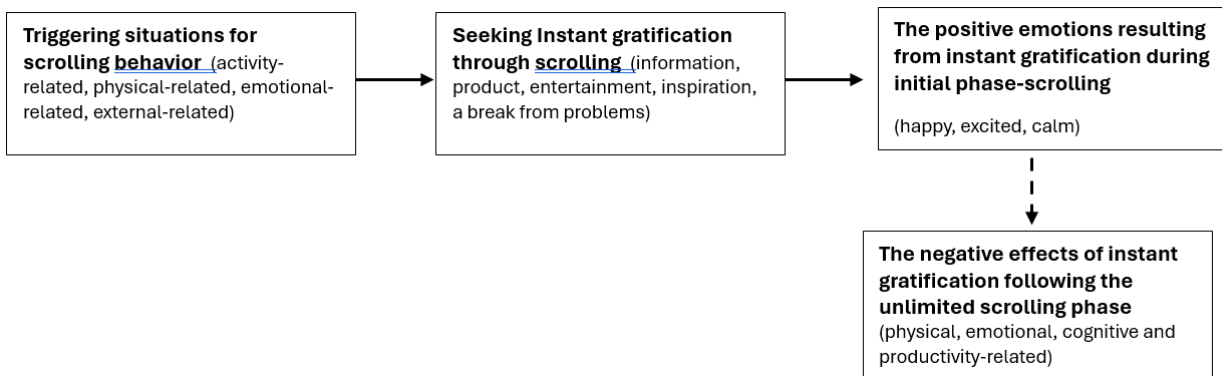 Triggering situations for
scrolling behavior (activity-
related, physical-related, emotional-
related, external-related)
Seeking Instant gratification
through scrolling (information,
product, entertainment, inspiration,
a break from problems)
The positive emotions resulting
from instant gratification during
initial phase-scrolling
(happy, excited, calm)
The negative effects of instant
gratification following the
unlimited scrolling phase
(physical, emotional, cognitive and
productivity-related)